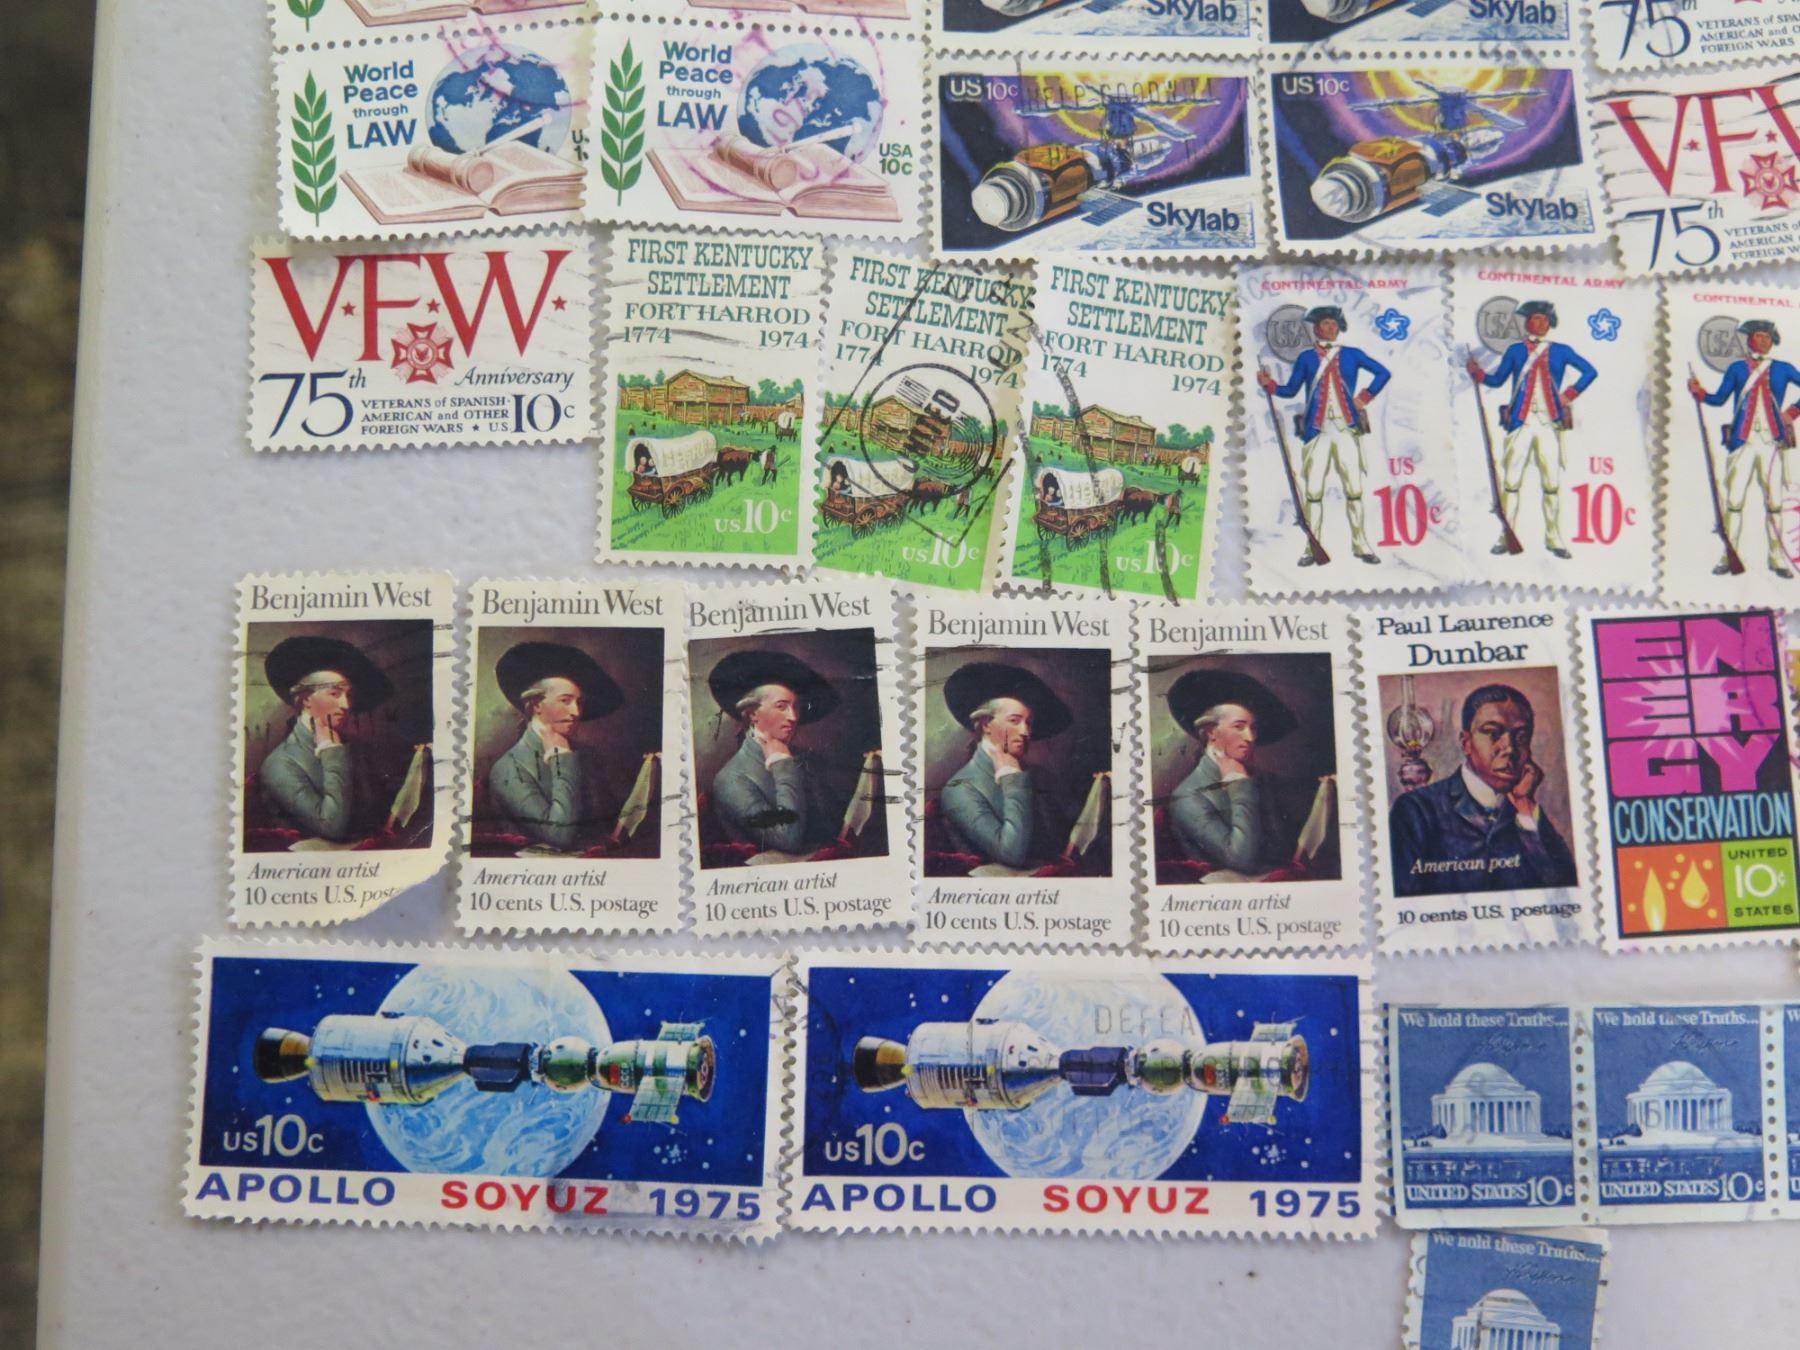 Skylab
Skylab
75th
VETERANS of SPANISH-
AMERICAN and O
FOREIGN WARS
World
Peace
through
LAW
World
Peace
through
LAW
USA
10c
US 10c
HELP GOODWILL
Skylab
US 10c
Skylab
V.F.
75th
VETERANS of
AMERICAN
FOREIGN
V.F.W.
75th Anniversary
VETERANS of SPANISH-
AMERICAN and OTHER
FOREIGN WARS ★ U.S. 10c
FIRST KENTUCKY
SETTLEMENT
FORT HARROD
1774 1974
US 10c
FIRST KENTUCKY
SETTLEMENT
FORT HARROD
1774 1974
US 10c
FIRST KENTUCKY
SETTLEMENT
FORT HARROD
1774 1974
US 10c
CONTINENTAL ARMY
USA
US
10c
CONTINENTAL ARMY
USA
US
10c
CONTINENTAL
USA
Benjamin West
American artist
10 cents U.S. post
Benjamin West
American artist
10 cents U.S. postage
Benjamin West
American artist
10 cents U.S. postage
Benjamin West
American artist
10 cents U.S. postage
Benjamin West
American artist
10 cents U.S. postage
Paul Laurence
Dunbar
American poet
10 cents U.S. postage
EN
ER
GY
CONSERVATION
UNITED
10c
STATES
US 10c
APOLLO SOYUZ 1975
DEFEA
US 10c
APOLLO SOYUZ 1975
We hold these Truths...
UNITED STATES 10c
We hold these Truths...
UNITED STATES 10c
We hold these Truths...